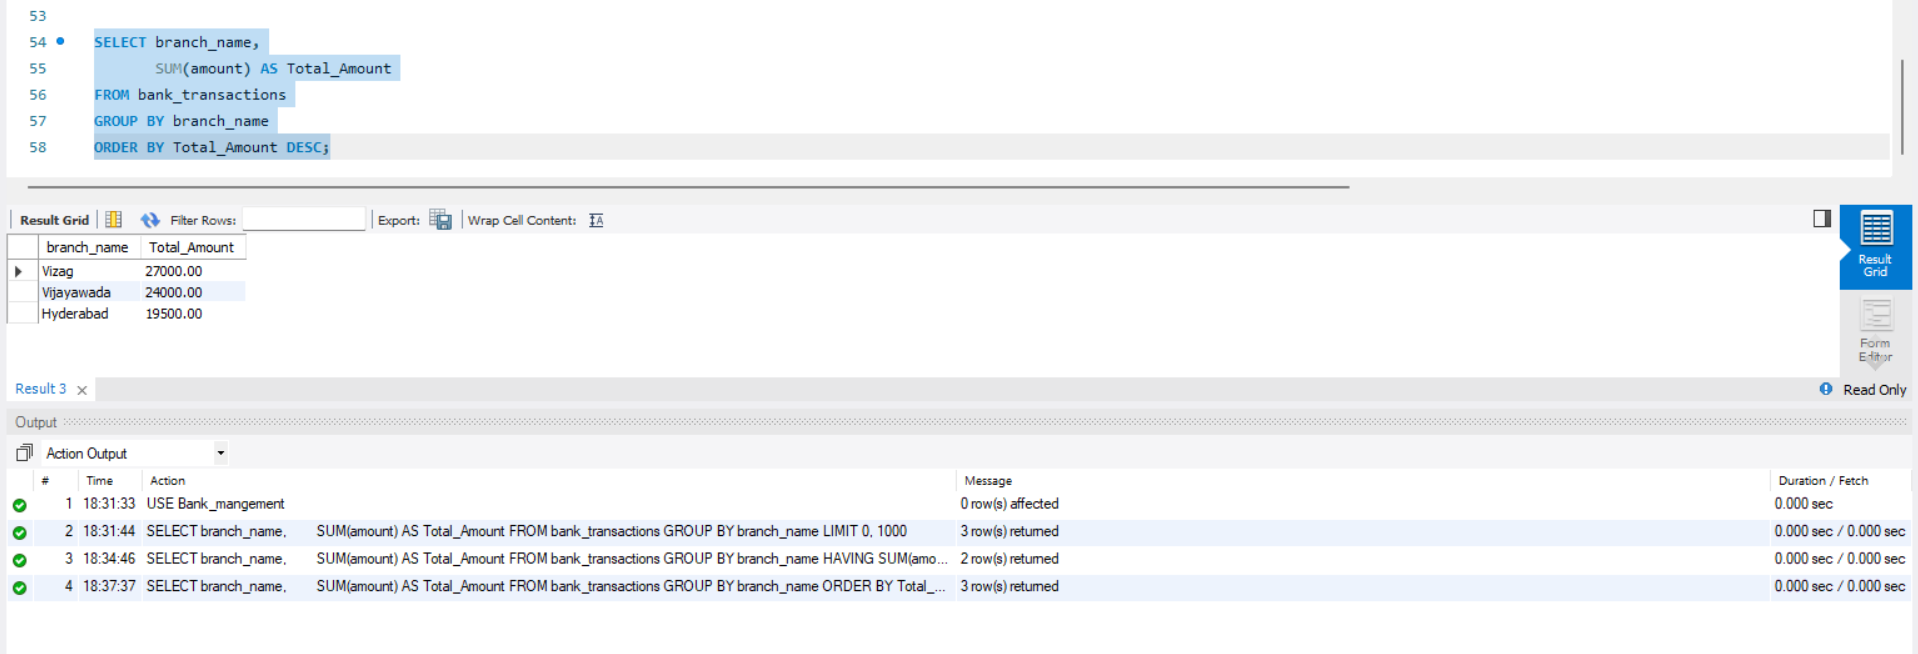 53
54 SELECT branch_name,
55 SUM(amount) AS Total_Amount
56 FROM bank_transactions
57 GROUP BY branch_name
58 ORDER BY Total_Amount DESC;
Result Grid Filter Rows: Export: Wrap Cell Content: IA
branch_name Total_Amount
Vizag 27000.00
Vijayawada 24000.00
Hyderabad 19500.00
Result
Grid
Form
Editor
Result 3 Read Only
Output
Action Output
# Time Action Message Duration / Fetch
1 18:31:33 USE Bank_mangement 0 row(s) affected 0.000 sec
2 18:31:44 SELECT branch_name, SUM(amount) AS Total_Amount FROM bank_transactions GROUP BY branch_name LIMIT 0, 1000 3 row(s) returned 0.000 sec / 0.000 sec
3 18:34:46 SELECT branch_name, SUM(amount) AS Total_Amount FROM bank_transactions GROUP BY branch_name HAVING SUM(amo... 2 row(s) returned 0.000 sec / 0.000 sec
4 18:37:37 SELECT branch_name, SUM(amount) AS Total_Amount FROM bank_transactions GROUP BY branch_name ORDER BY Total_... 3 row(s) returned 0.000 sec / 0.000 sec